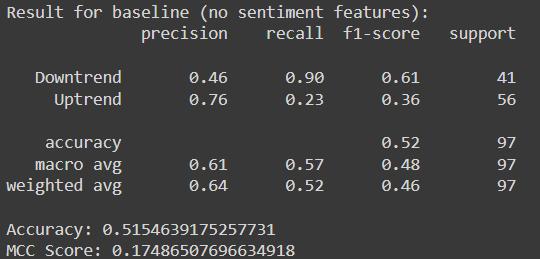 Result for baseline (no sentiment features):
precision recall f1-score support
Downtrend 0.46 0.90 0.61 41
Uptrend 0.76 0.23 0.36 56
accuracy 0.52 97
macro avg 0.61 0.57 0.48 97
weighted avg 0.64 0.52 0.46 97
Accuracy: 0.5154639175257731
MCC Score: 0.17486507696634918